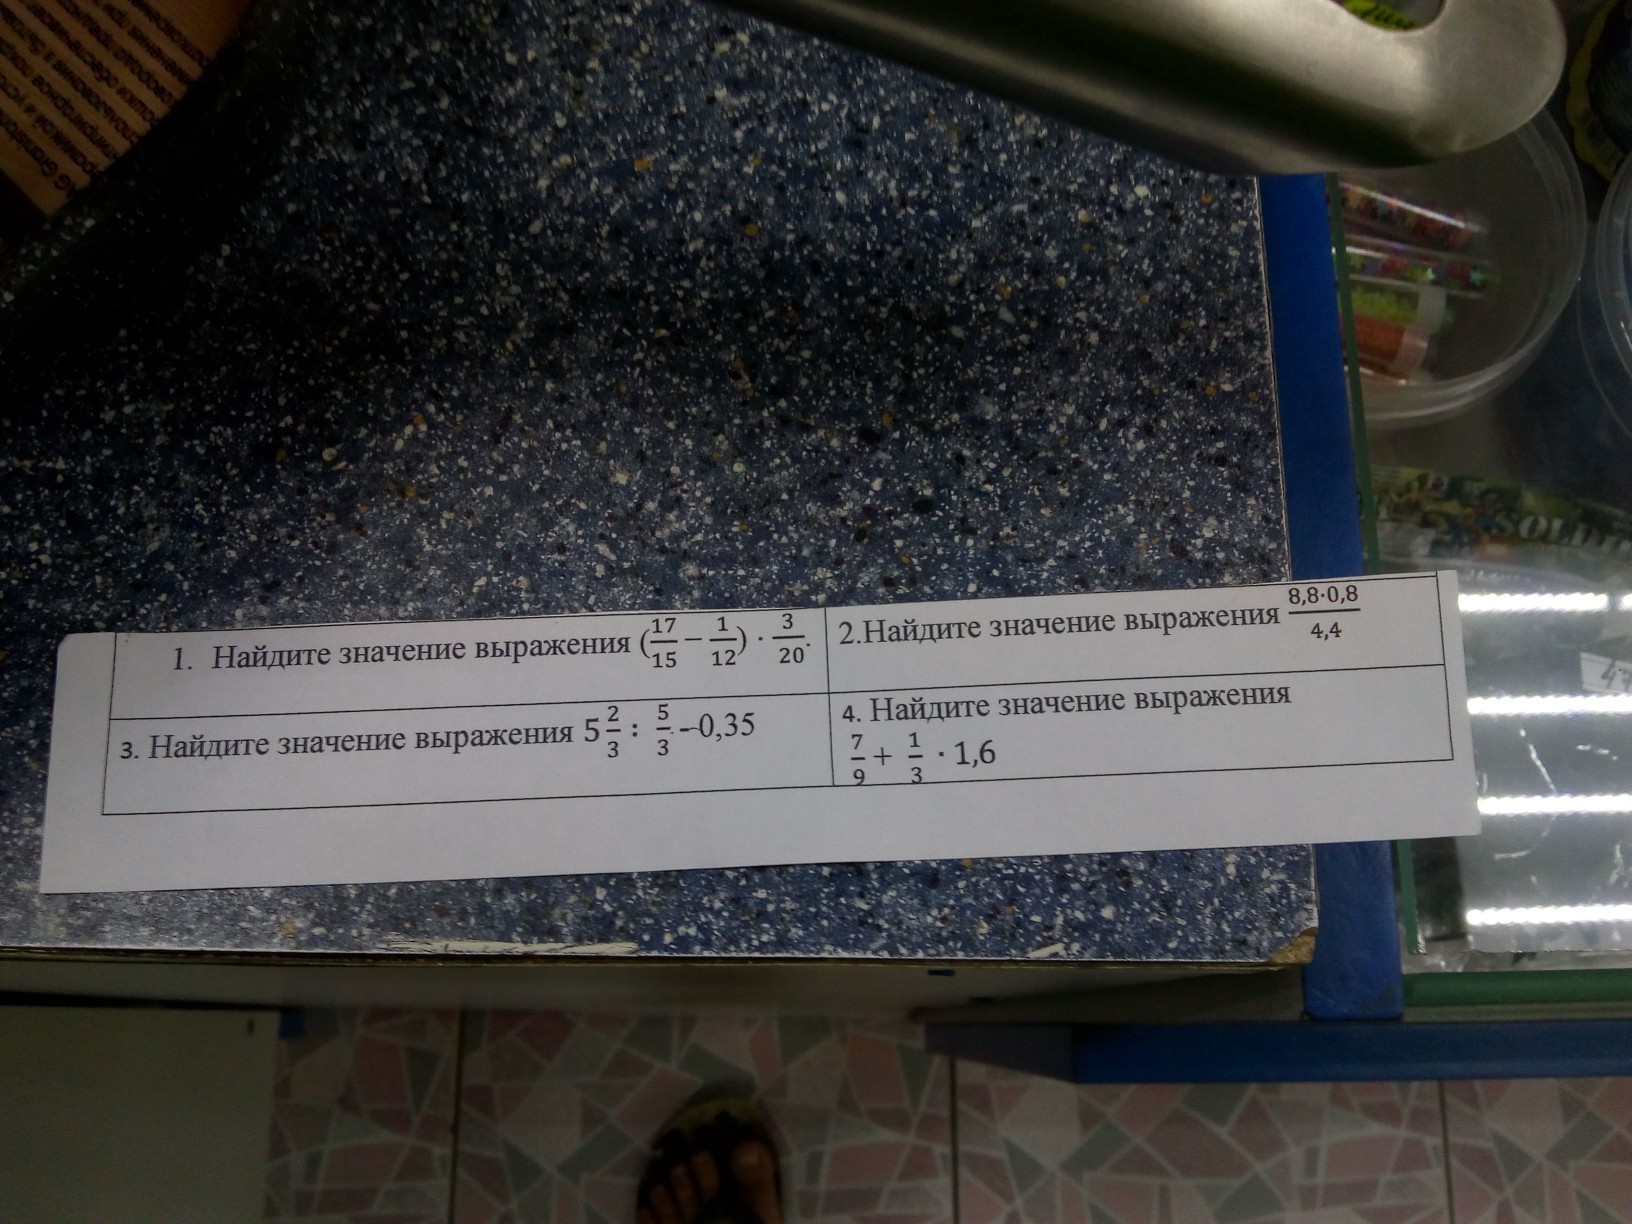 1. Найдите значение выражения (17/15 − 1/12) · 3/20.
2.Найдите значение выражения 8,8·0,8/4,4
3. Найдите значение выражения 5 2/3 : 5/3 –0,35
4. Найдите значение выражения
7/9 + 1/3 · 1,6